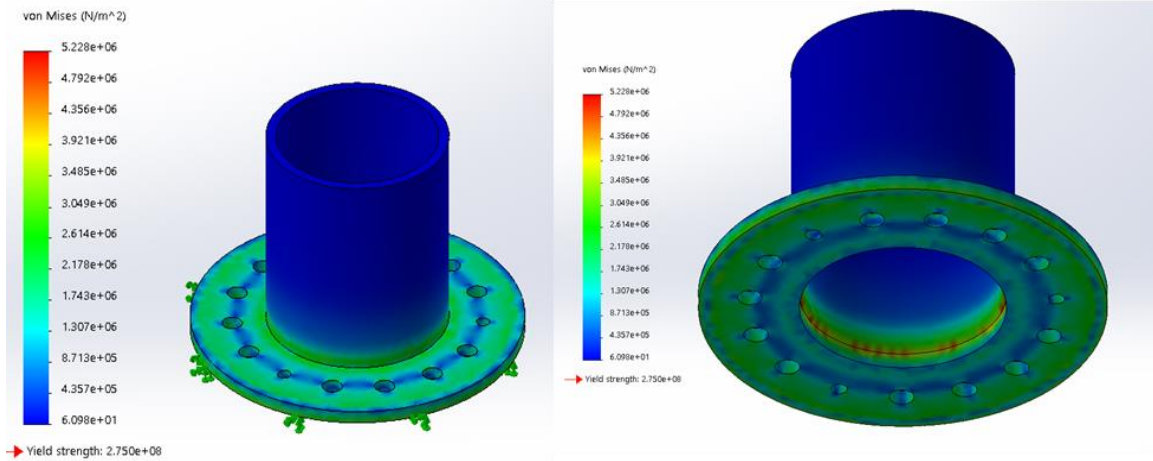 von Mises (N/m^2)
5.228e+06
4.792e+06
4.356e+06
3.921e+06
3.485e+06
3.049e+06
2.614e+06
2.178e+06
1.743e+06
1.307e+06
8.713e+05
4.357e+05
6.098e+01
Yield strength: 2.750e+08
von Mises (N/m^2)
5.228e+06
4.792e+06
4.356e+06
3.921e+06
3.485e+06
3.049e+06
2.614e+06
2.178e+06
1.743e+06
1.307e+06
8.713e+05
4.357e+05
6.098e+01
Yield strength: 2.750e+08